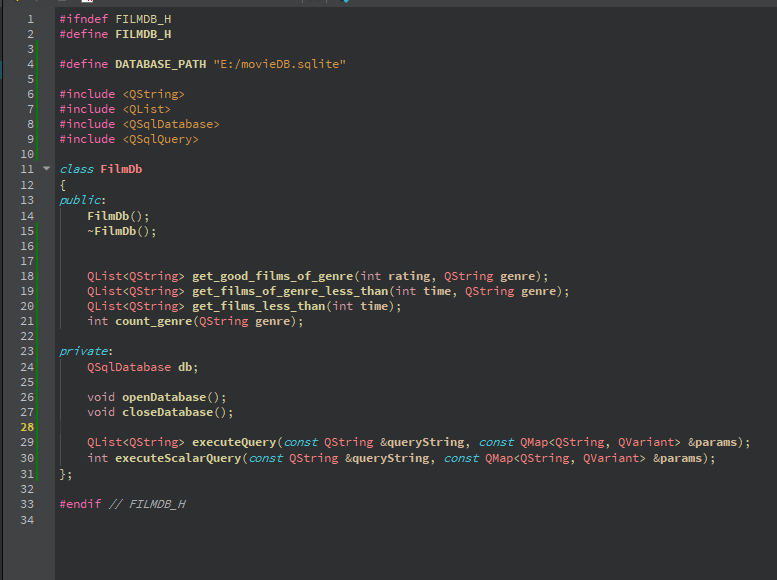 1 #ifndef FILMDB_H
2 #define FILMDB_H
3
4 #define DATABASE_PATH "E:/movieDB.sqlite"
5
6 #include <QString>
7 #include <QList>
8 #include <QSqlDatabase>
9 #include <QSqlQuery>
10
11 class FilmDb
12 {
13 public:
14     FilmDb();
15     ~FilmDb();
16
17
18     QList<QString> get_good_films_of_genre(int rating, QString genre);
19     QList<QString> get_films_of_genre_less_than(int time, QString genre);
20     QList<QString> get_films_less_than(int time);
21     int count_genre(QString genre);
22
23 private:
24     QSqlDatabase db;
25
26     void openDatabase();
27     void closeDatabase();
28
29     QList<QString> executeQuery(const QString &queryString, const QMap<QString, QVariant> &params);
30     int executeScalarQuery(const QString &queryString, const QMap<QString, QVariant> &params);
31 };
32
33 #endif // FILMDB_H
34